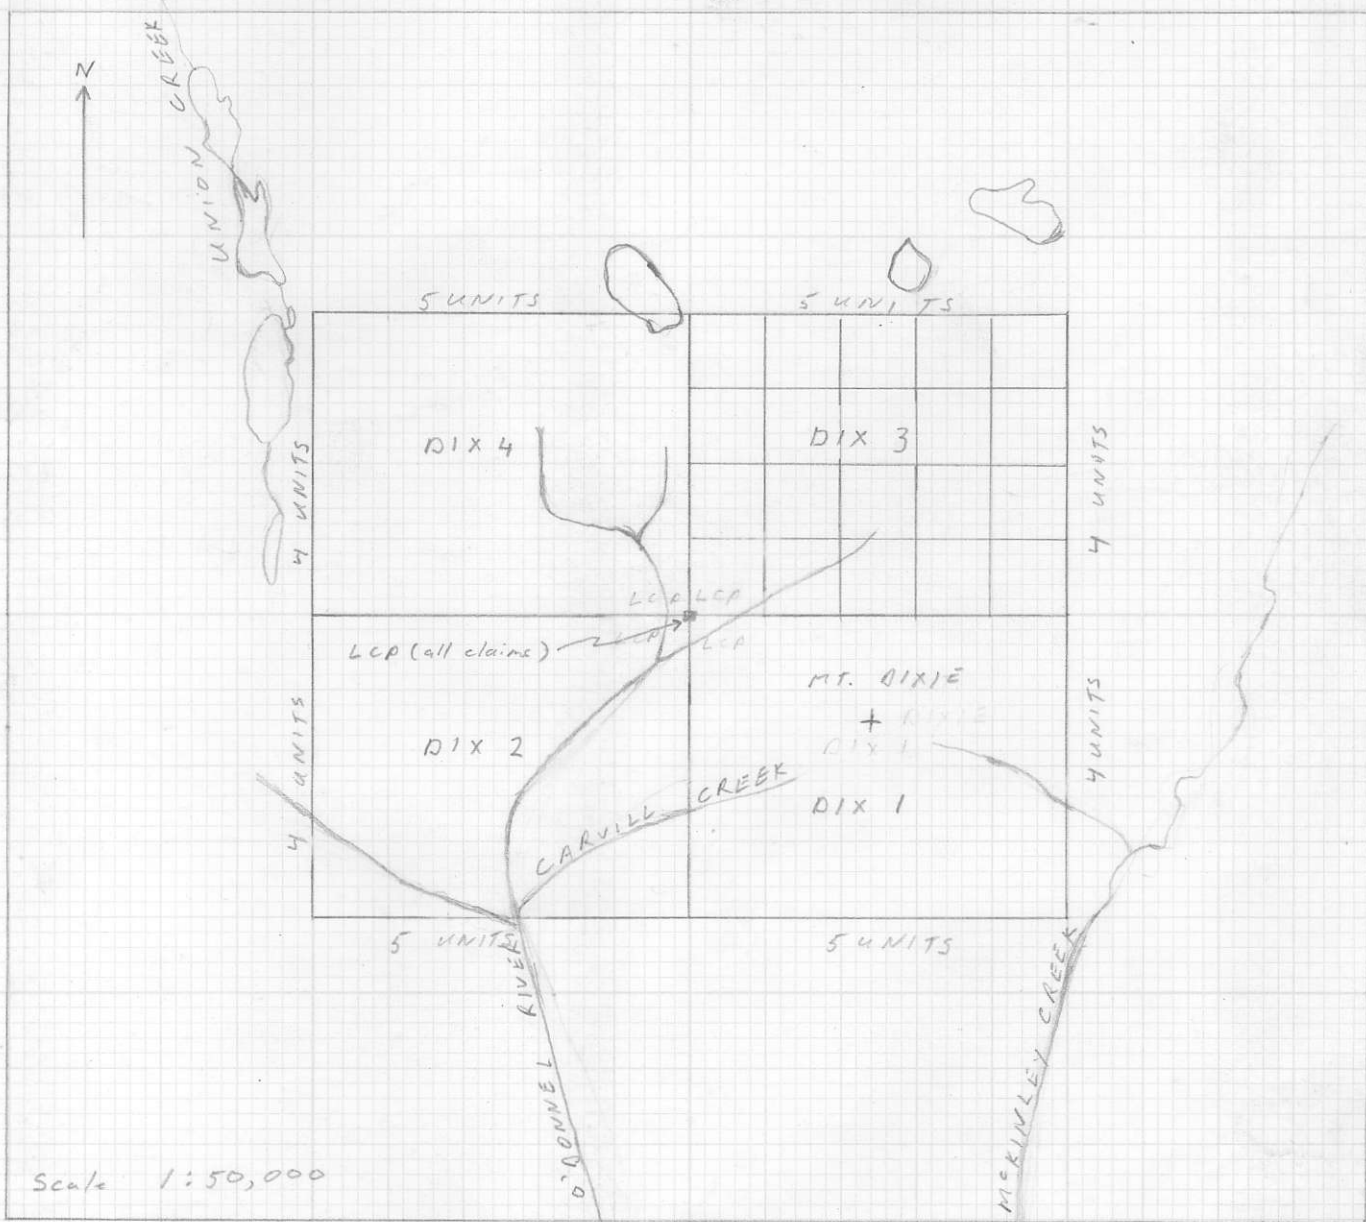 N
UNION CREEK
5 UNITS
5 UNITS
DIX 4
DIX 3
4 UNITS
4 UNITS
LCP LCP
LCP (all claims)
LCP LCP
MT. DIXIE
DIXIE
DIX 1
DIX 2
4 UNITS
4 UNITS
CARVILL CREEK
DIX 1
5 UNITS
5 UNITS
O'DONNEL RIVER
McKINLEY CREEK
Scale 1:50,000